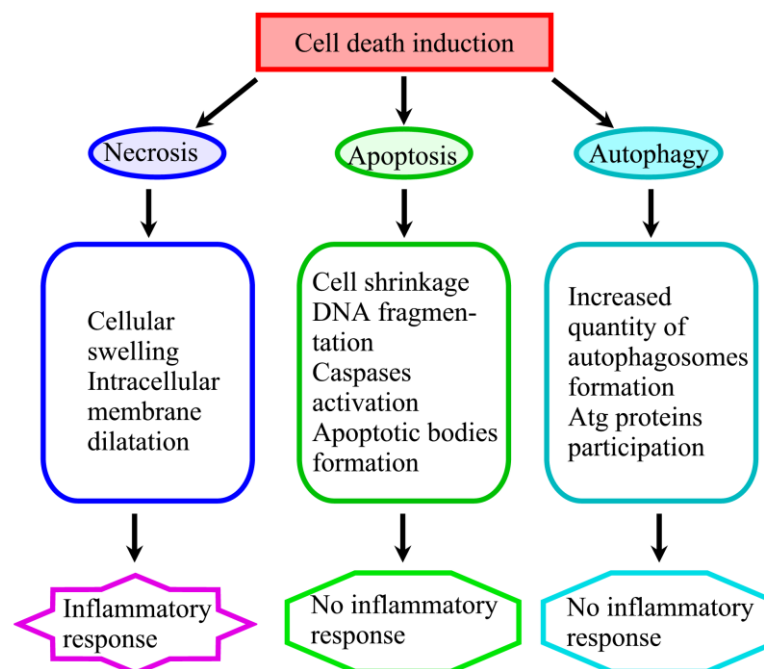 Cell death induction
Necrosis
Apoptosis
Autophagy
Cellular
swelling
Intracellular
membrane
dilatation
Cell shrinkage
DNA fragmen-
tation
Caspases
activation
Apoptotic bodies
formation
Increased
quantity of
autophagosomes
formation
Atg proteins
participation
Inflammatory
response
No inflammatory
response
No inflammatory
response